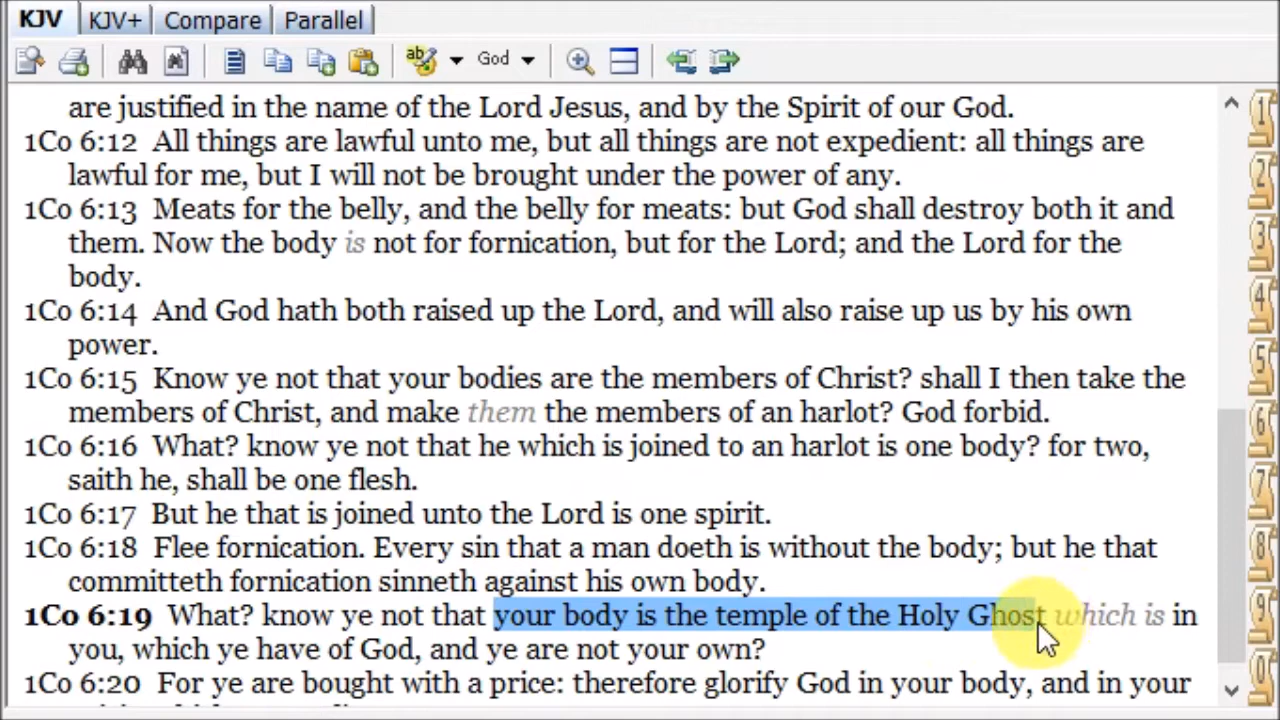 KJV KJV+ Compare Parallel
God
are justified in the name of the Lord Jesus, and by the Spirit of our God.
1Co 6:12 All things are lawful unto me, but all things are not expedient: all things are
lawful for me, but I will not be brought under the power of any.
1Co 6:13 Meats for the belly, and the belly for meats: but God shall destroy both it and
them. Now the body is not for fornication, but for the Lord; and the Lord for the
body.
1Co 6:14 And God hath both raised up the Lord, and will also raise up us by his own
power.
1Co 6:15 Know ye not that your bodies are the members of Christ? shall I then take the
members of Christ, and make them the members of an harlot? God forbid.
1Co 6:16 What? know ye not that he which is joined to an harlot is one body? for two,
saith he, shall be one flesh.
1Co 6:17 But he that is joined unto the Lord is one spirit.
1Co 6:18 Flee fornication. Every sin that a man doeth is without the body; but he that
committeth fornication sinneth against his own body.
1Co 6:19 What? know ye not that your body is the temple of the Holy Ghost which is in
you, which ye have of God, and ye are not your own?
1Co 6:20 For ye are bought with a price: therefore glorify God in your body, and in your
1
2
3
4
5
6
7
8
9
0